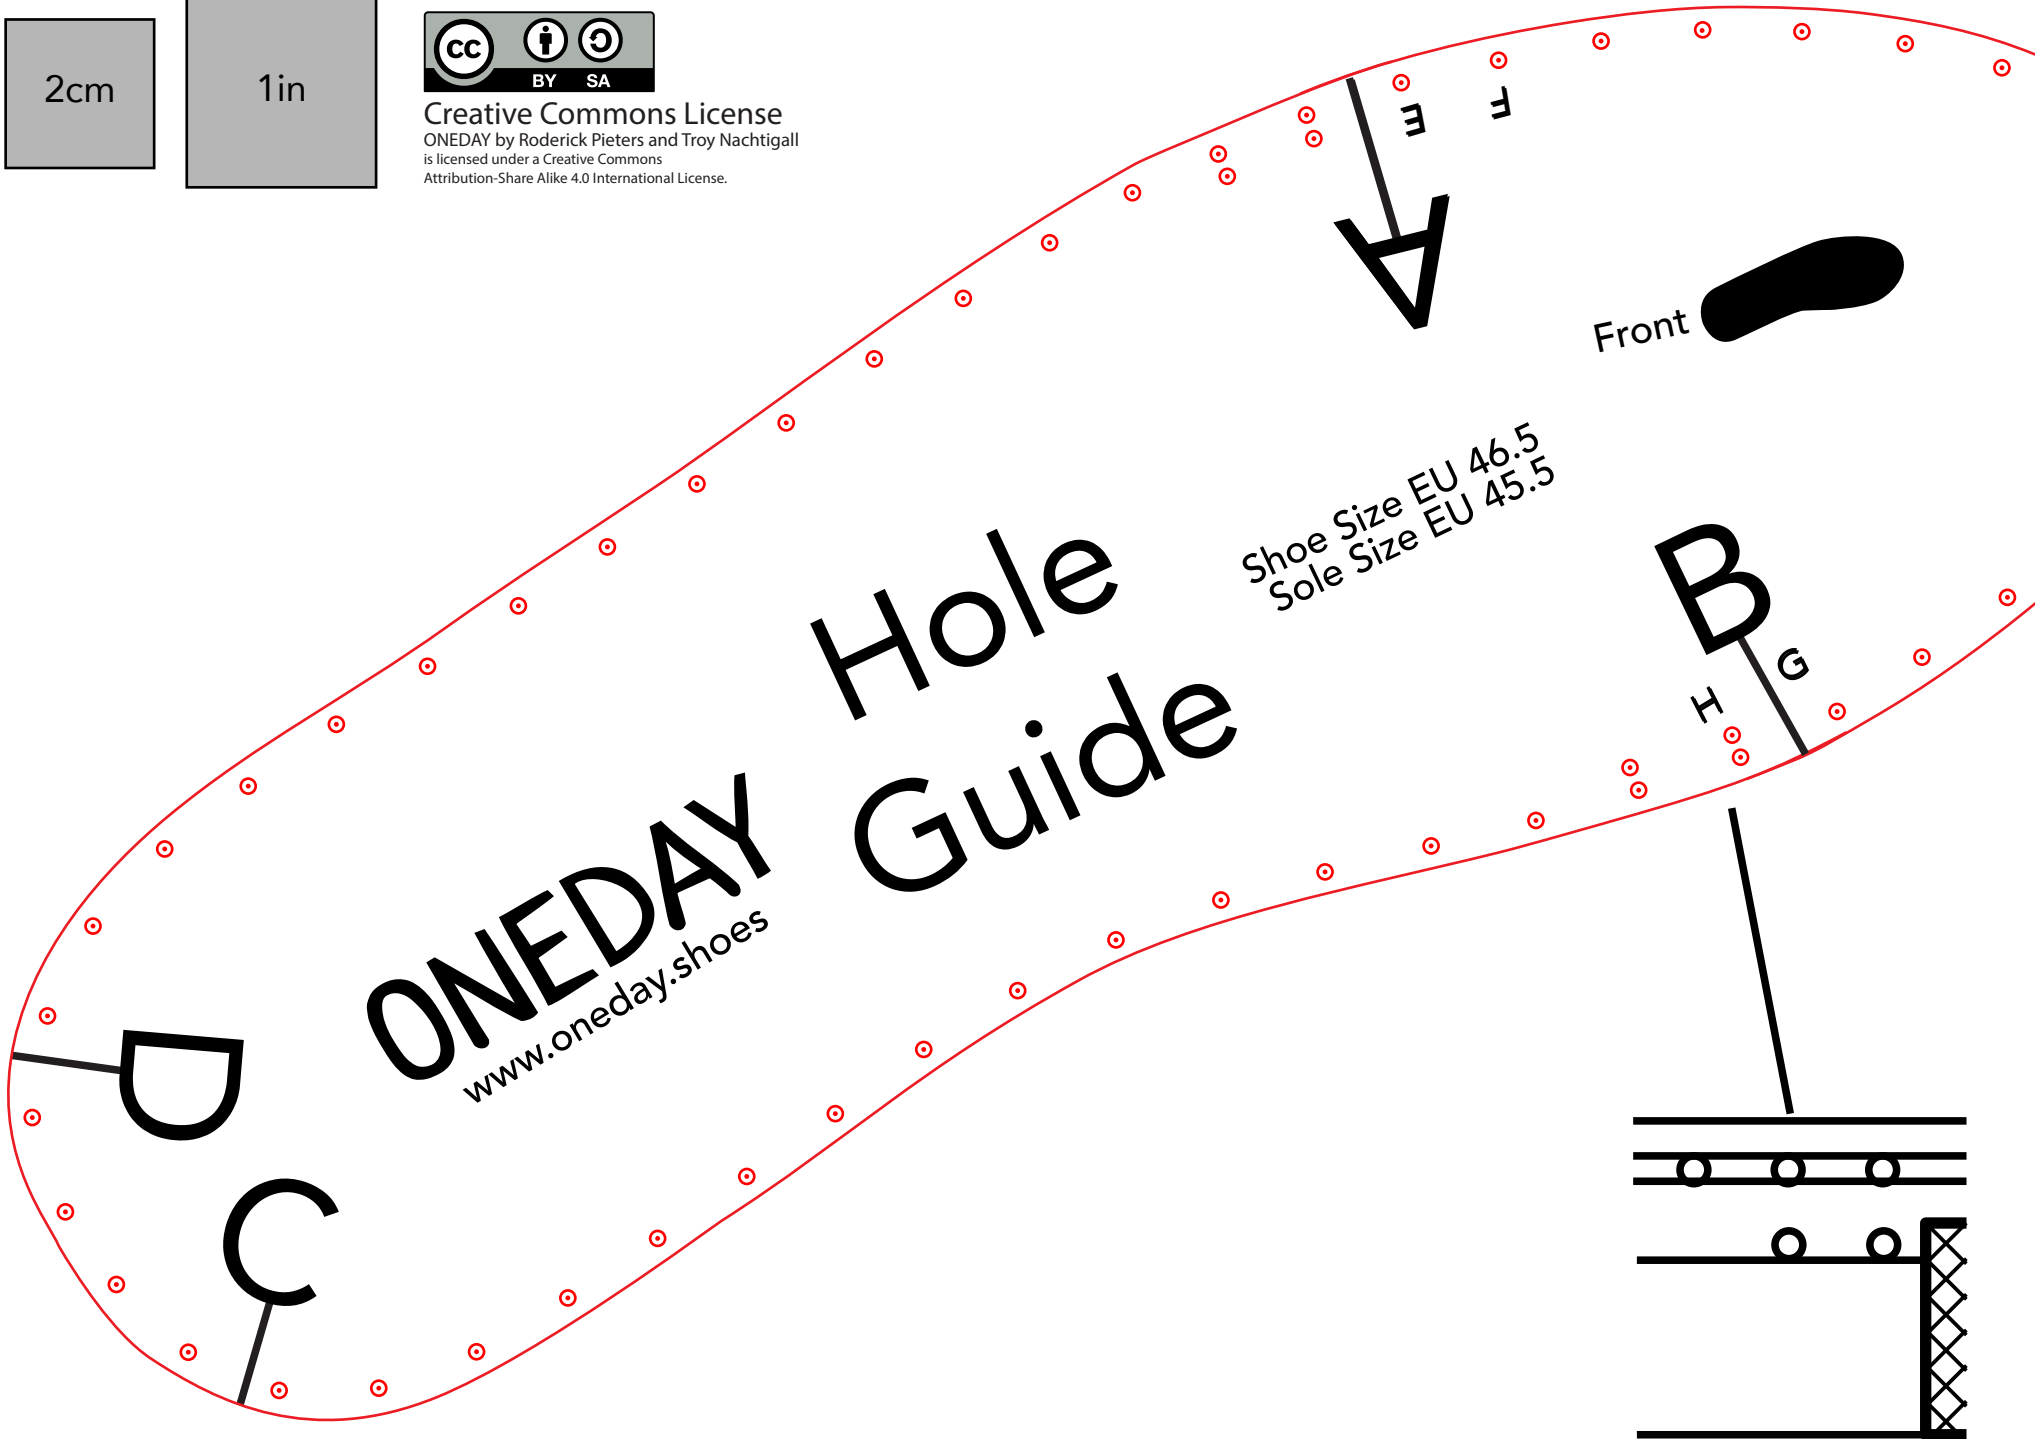 2cm
1in
CC
BY SA
Creative Commons License
ONEDAY by Roderick Pieters and Troy Nachtigall
is licensed under a Creative Commons
Attribution-Share Alike 4.0 International License.
E
F
A
Front
Shoe Size EU 46.5
Sole Size EU 45.5
B
G
H
Hole
Guide
ONEDAY
www.oneday.shoes
D
C